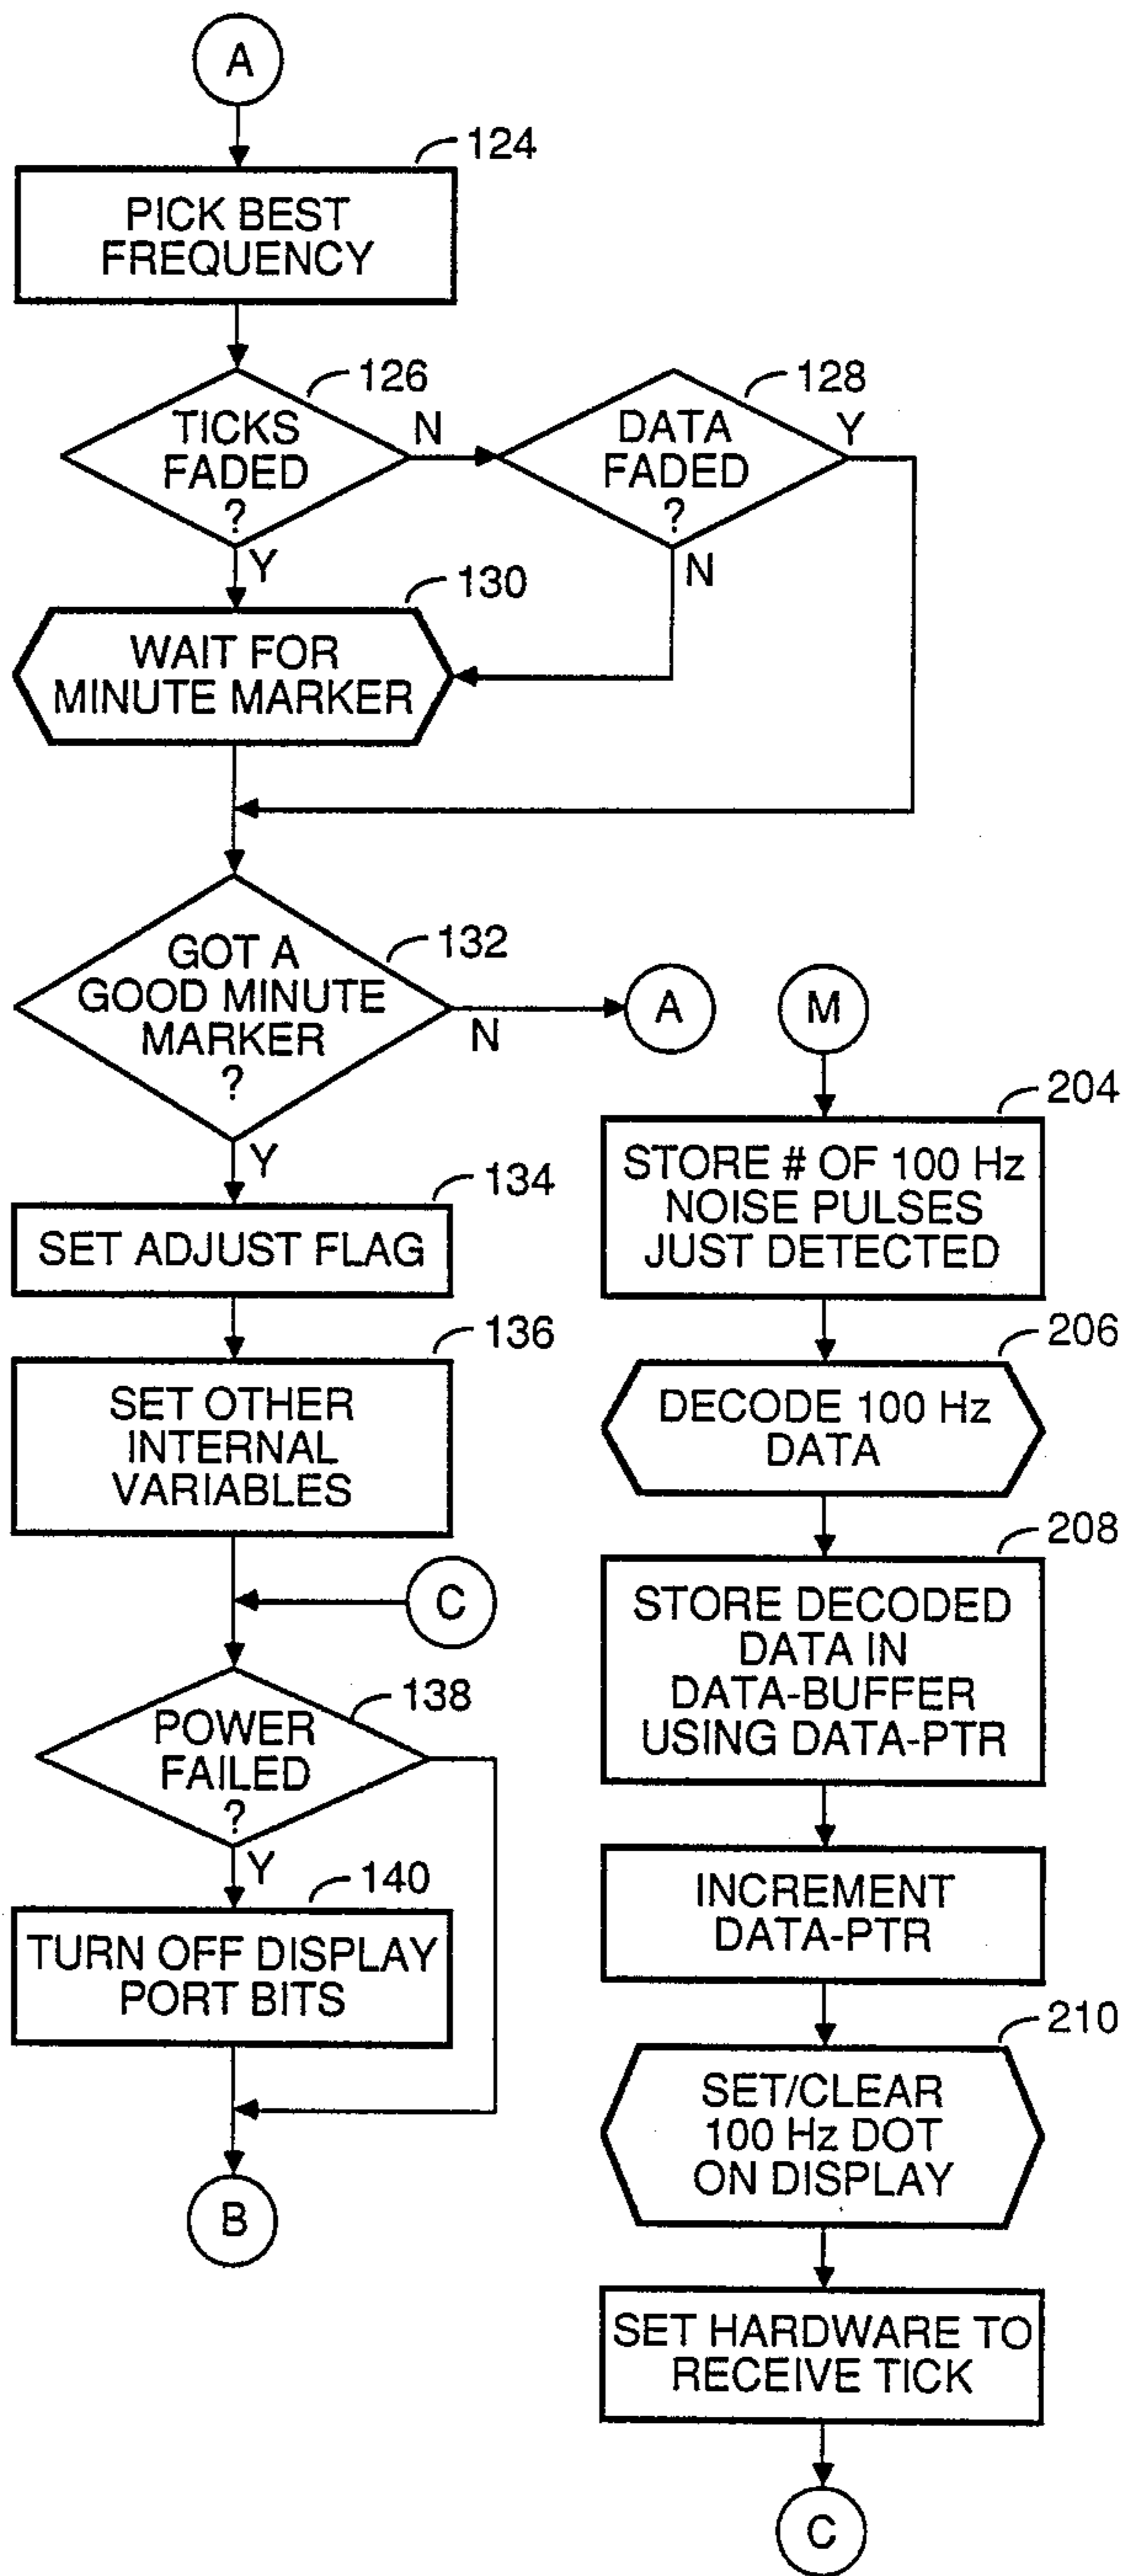 A
124
PICK BEST
FREQUENCY
126
TICKS
FADED
?
N
Y
128
DATA
FADED
?
Y
N
130
WAIT FOR
MINUTE MARKER
132
GOT A
GOOD MINUTE
MARKER
?
N
A
Y
134
SET ADJUST FLAG
136
SET OTHER
INTERNAL
VARIABLES
C
138
POWER
FAILED
?
Y
140
TURN OFF DISPLAY
PORT BITS
B
M
204
STORE # OF 100 Hz
NOISE PULSES
JUST DETECTED
206
DECODE 100 Hz
DATA
208
STORE DECODED
DATA IN
DATA-BUFFER
USING DATA-PTR
INCREMENT
DATA-PTR
210
SET/CLEAR
100 Hz DOT
ON DISPLAY
SET HARDWARE TO
RECEIVE TICK
C